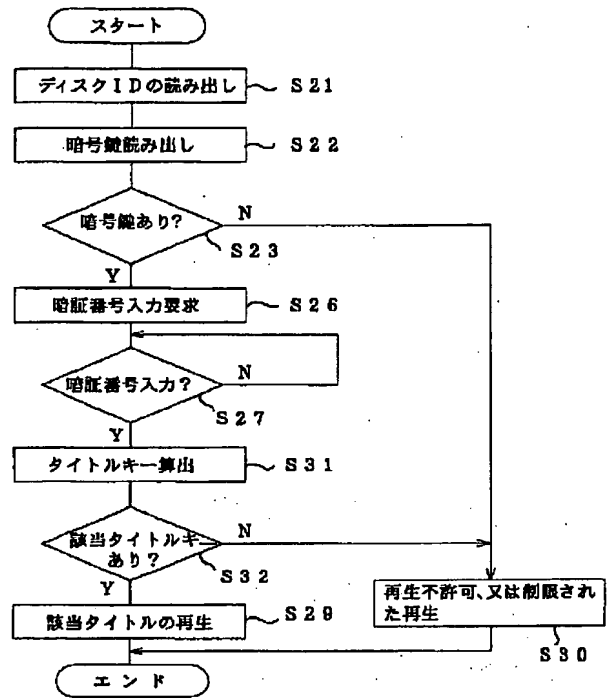 スタート
ディスクIDの読み出し
S21
暗号鍵読み出し
S22
暗号鍵あり?
N
S23
Y
暗証番号入力要求
S26
暗証番号入力?
N
S27
Y
タイトルキー算出
S31
該当タイトルキー
あり?
N
S32
Y
該当タイトルの再生
S29
再生不許可、又は制限され
た再生
S30
エンド